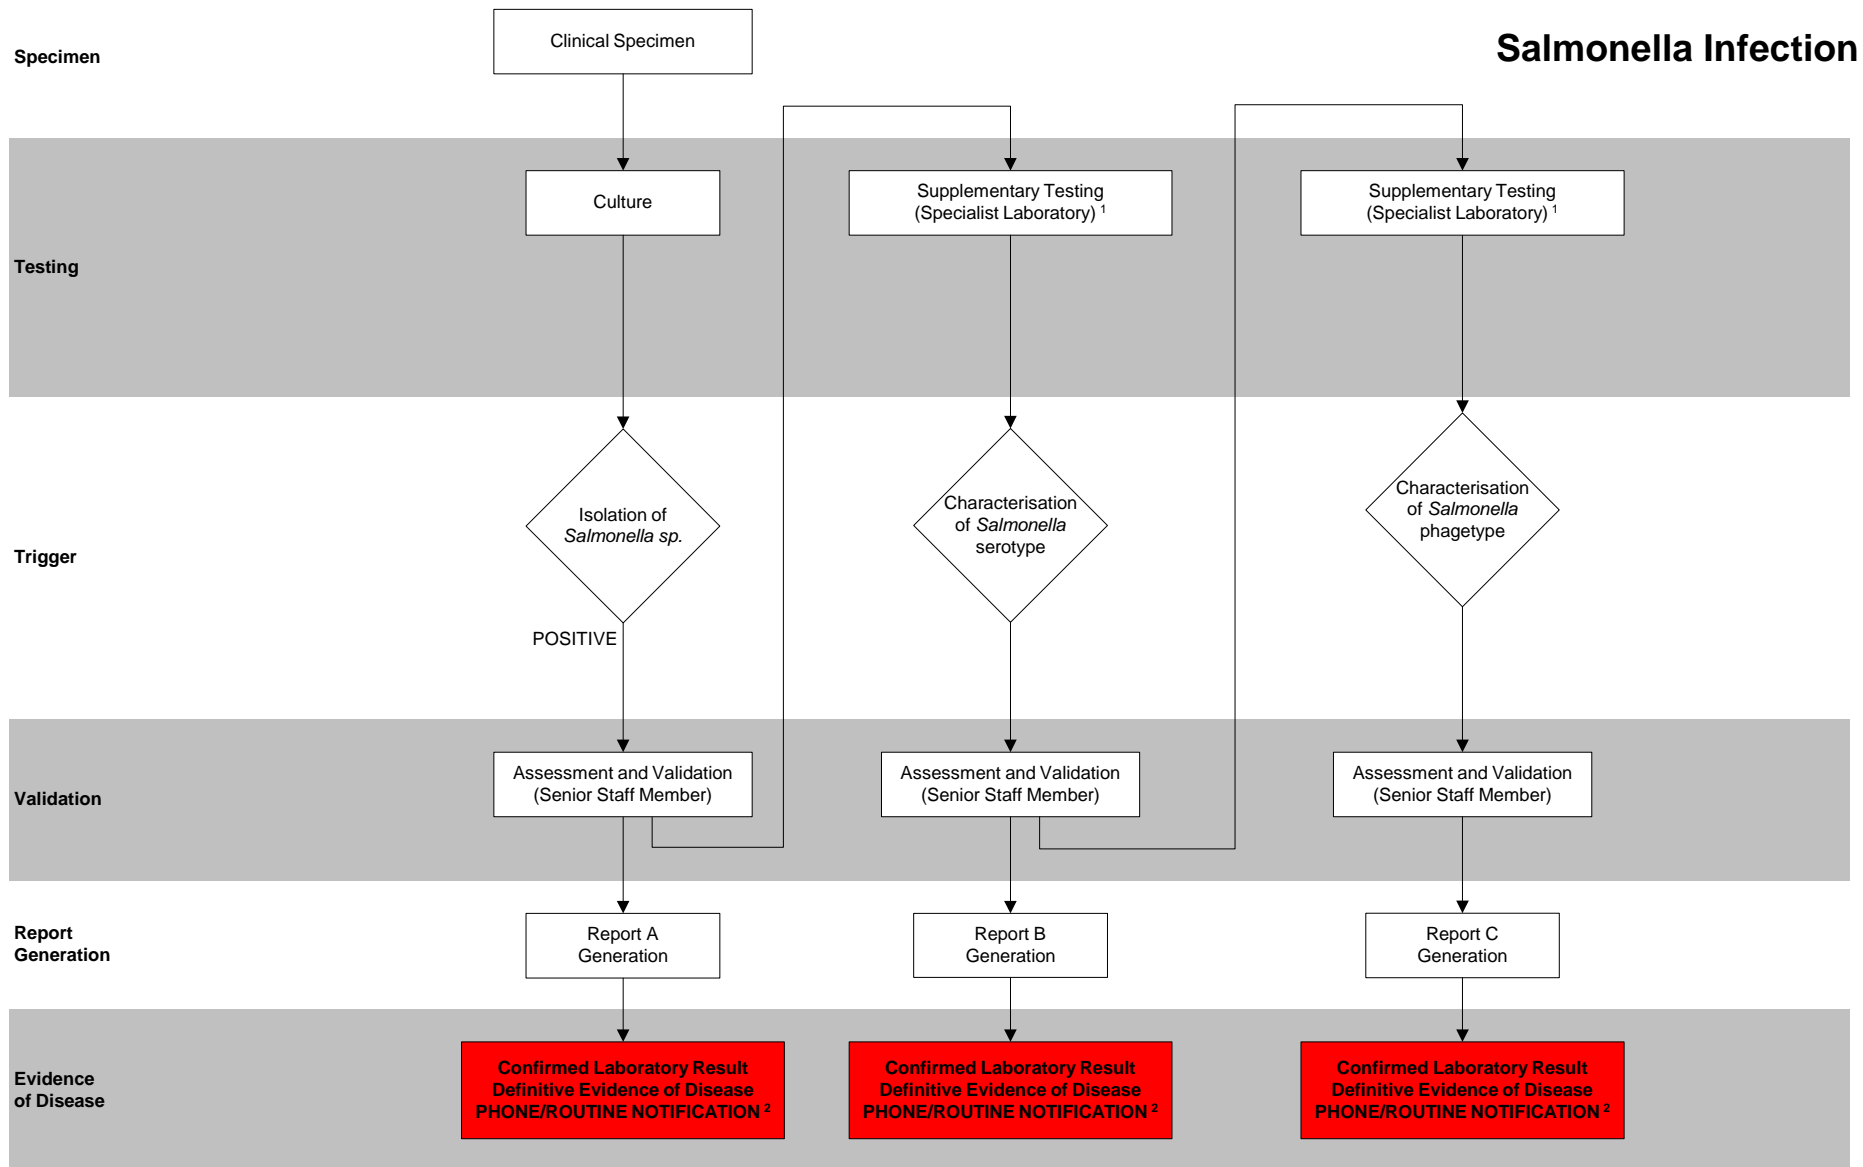 Salmonella Infection
Specimen
Clinical Specimen
Testing
Culture
Supplementary Testing
(Specialist Laboratory) 1
Supplementary Testing
(Specialist Laboratory) 1
Trigger
Isolation of
Salmonella sp.
POSITIVE
Characterisation
of Salmonella
serotype
Characterisation
of Salmonella
phagetype
Validation
Assessment and Validation
(Senior Staff Member)
Assessment and Validation
(Senior Staff Member)
Assessment and Validation
(Senior Staff Member)
Report
Generation
Report A
Generation
Report B
Generation
Report C
Generation
Evidence
of Disease
Confirmed Laboratory Result
Definitive Evidence of Disease
PHONE/ROUTINE NOTIFICATION 2
Confirmed Laboratory Result
Definitive Evidence of Disease
PHONE/ROUTINE NOTIFICATION 2
Confirmed Laboratory Result
Definitive Evidence of Disease
PHONE/ROUTINE NOTIFICATION 2